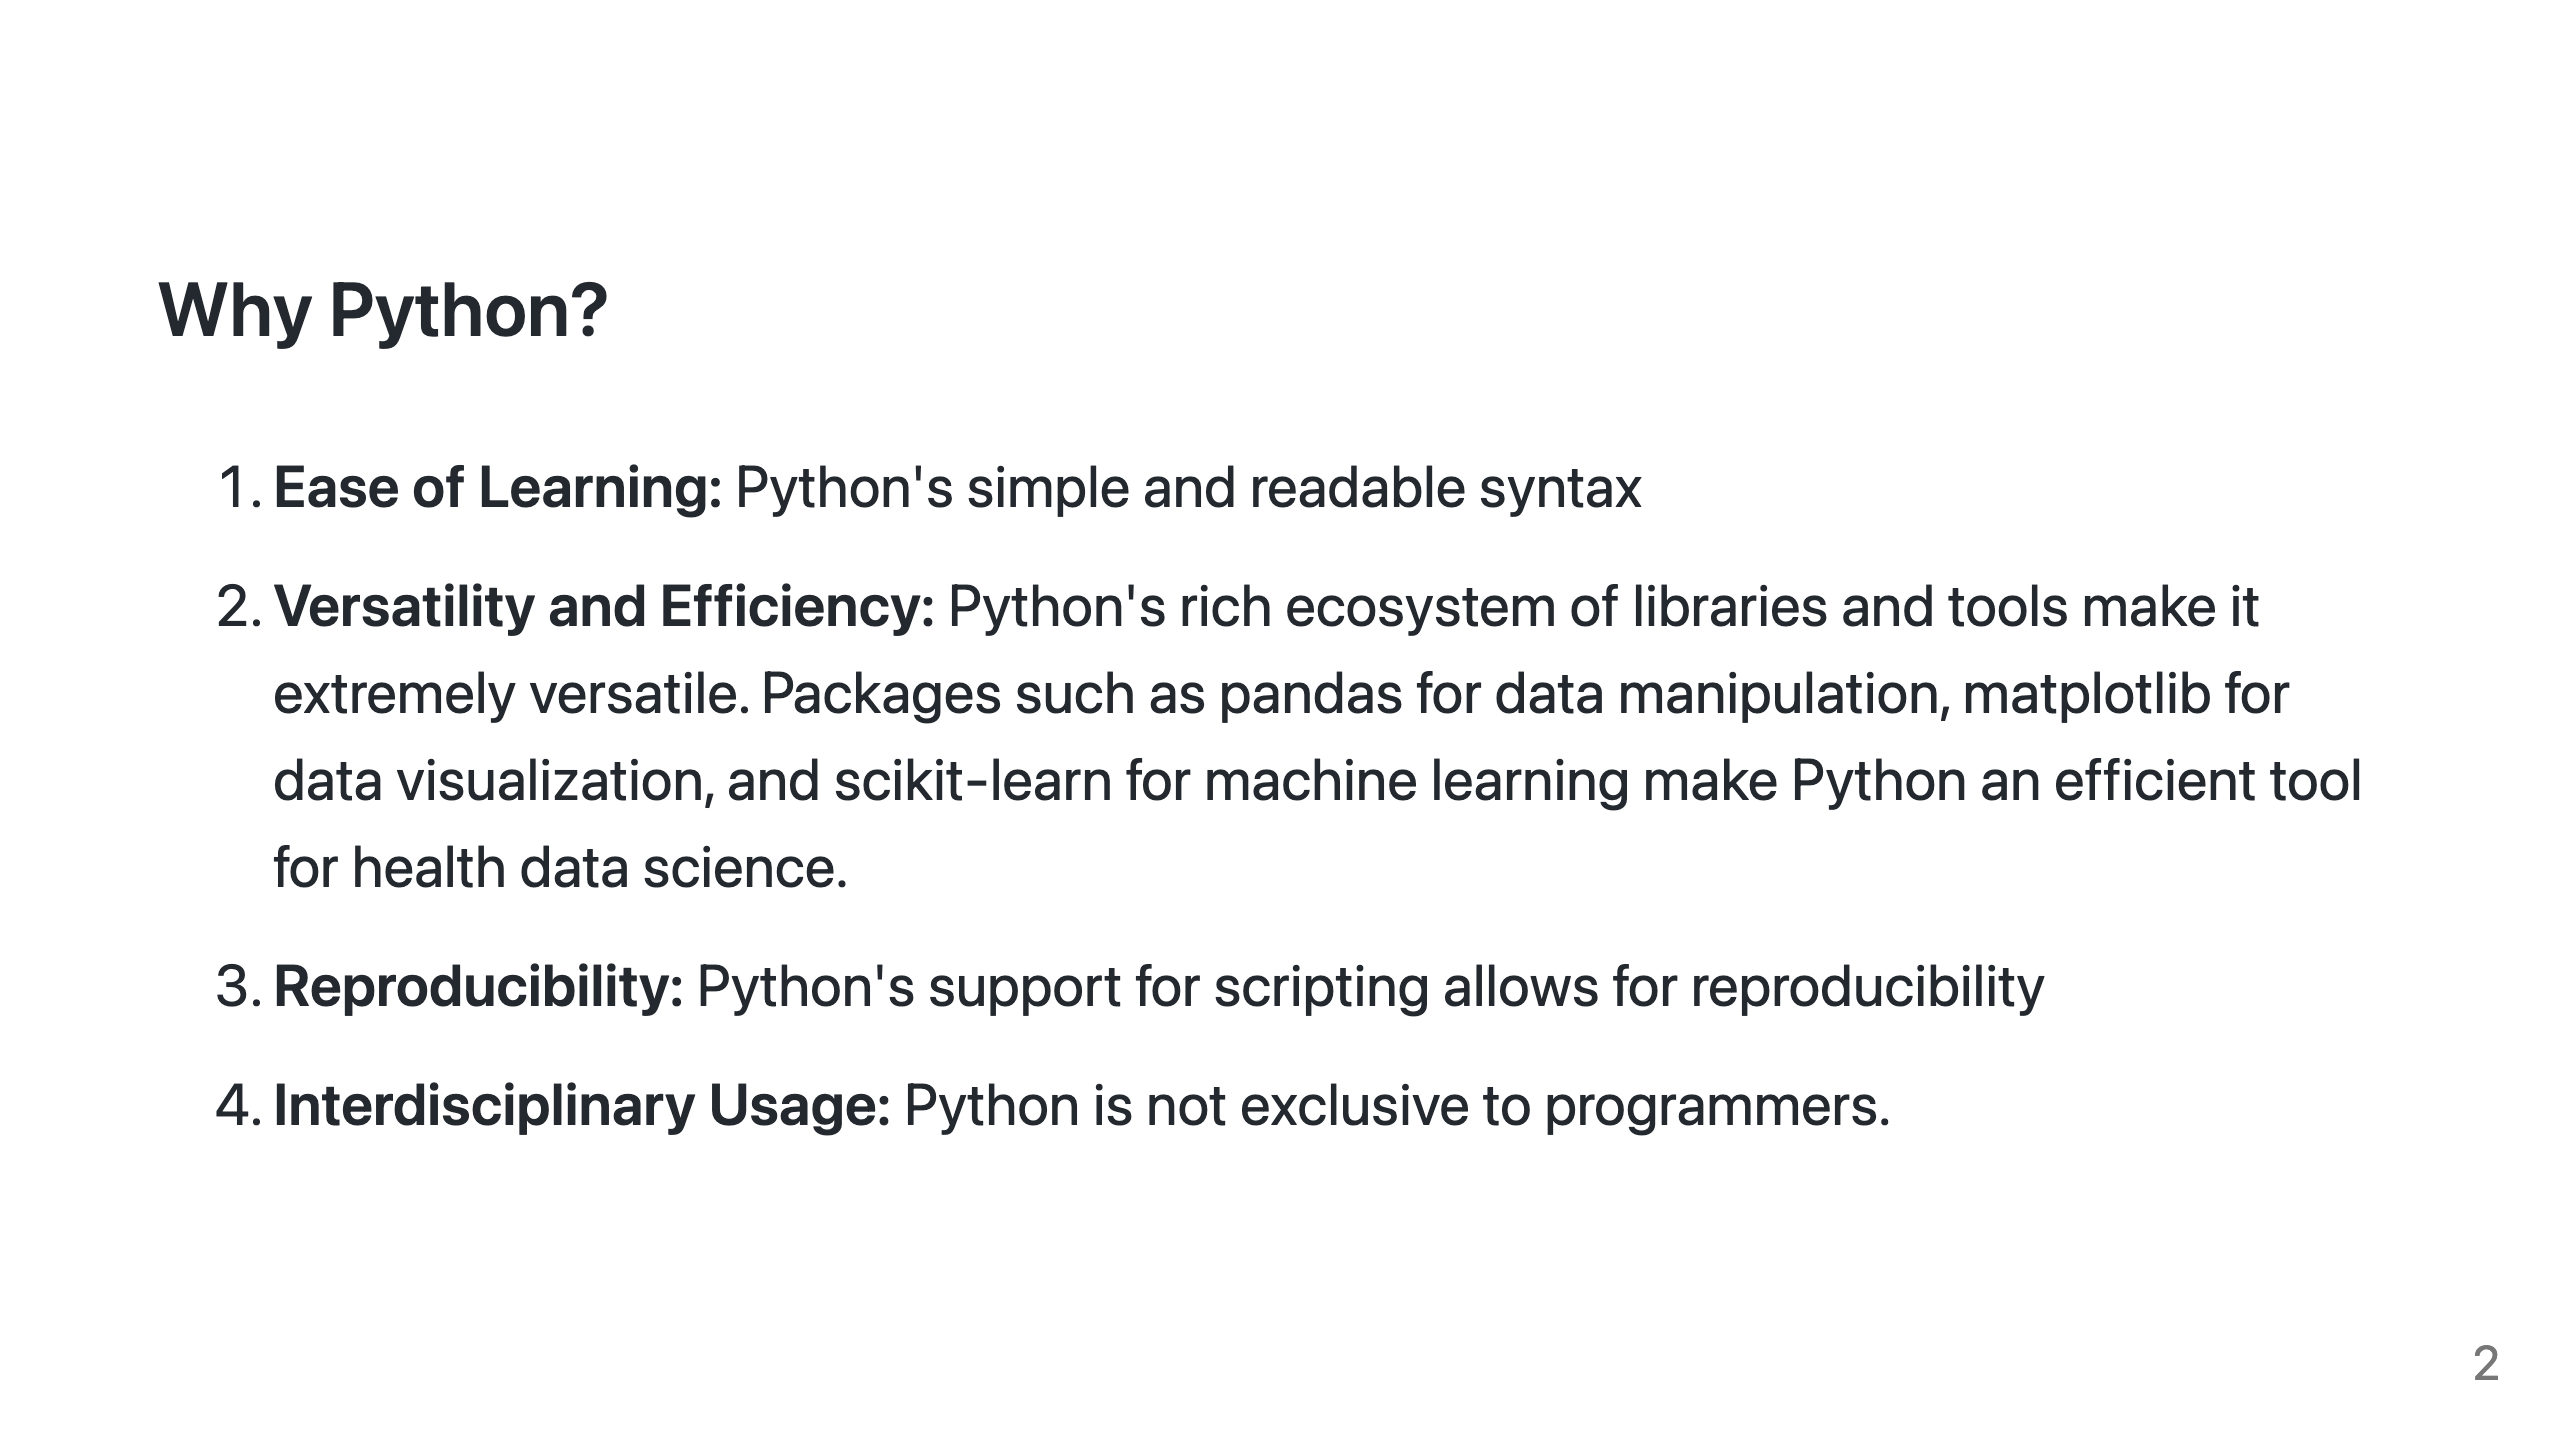 Why Python?
1. Ease of Learning: Python's simple and readable syntax
2. Versatility and Efficiency: Python's rich ecosystem of libraries and tools make it
extremely versatile. Packages such as pandas for data manipulation, matplotlib for
data visualization, and scikit-learn for machine learning make Python an efficient tool
for health data science.
3. Reproducibility: Python's support for scripting allows for reproducibility
4. Interdisciplinary Usage: Python is not exclusive to programmers.
2